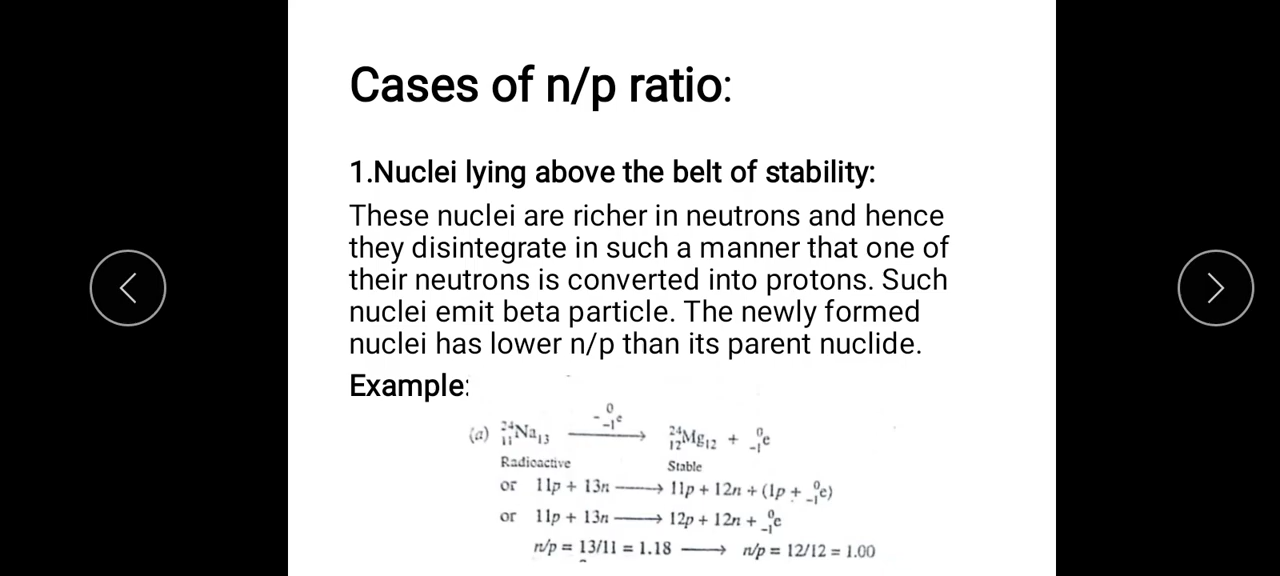 Cases of n/p ratio:
1.Nuclei lying above the belt of stability:
These nuclei are richer in neutrons and hence
they disintegrate in such a manner that one of
their neutrons is converted into protons. Such
nuclei emit beta particle. The newly formed
nuclei has lower n/p than its parent nuclide.
Example:
(a) ²⁴₁₁Na₁₃ —(- ⁰₋₁e)→ ²⁴₁₂Mg₁₂ + ⁰₋₁e
Radioactive Stable
or 11p + 13n ⟶ 11p + 12n + (1p + ⁰₋₁e)
or 11p + 13n ⟶ 12p + 12n + ⁰₋₁e
n/p = 13/11 = 1.18 ⟶ n/p = 12/12 = 1.00